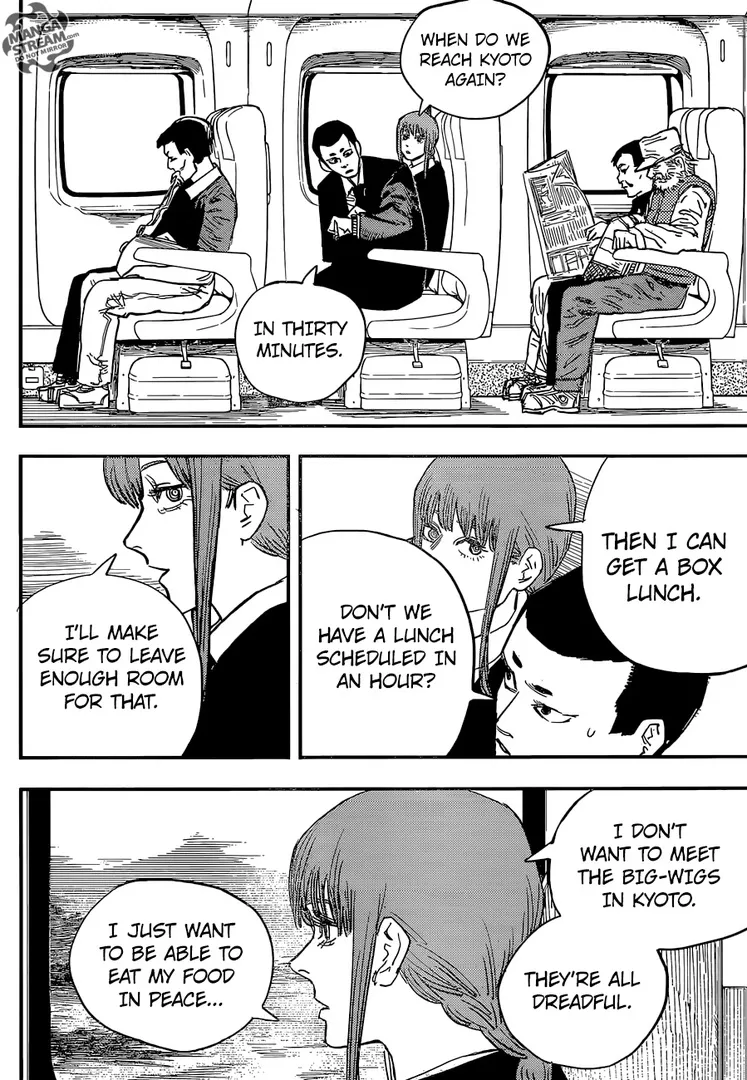 MANGA
STREAM.com
DO NOT MIRROR
WHEN DO WE
REACH KYOTO
AGAIN?
IN THIRTY
MINUTES.
THEN I CAN
GET A BOX
LUNCH.
DON'T WE
HAVE A LUNCH
SCHEDULED IN
AN HOUR?
I'LL MAKE
SURE TO LEAVE
ENOUGH ROOM
FOR THAT.
I DON'T
WANT TO MEET
THE BIG-WIGS
IN KYOTO.
THEY'RE ALL
DREADFUL.
I JUST WANT
TO BE ABLE TO
EAT MY FOOD
IN PEACE...